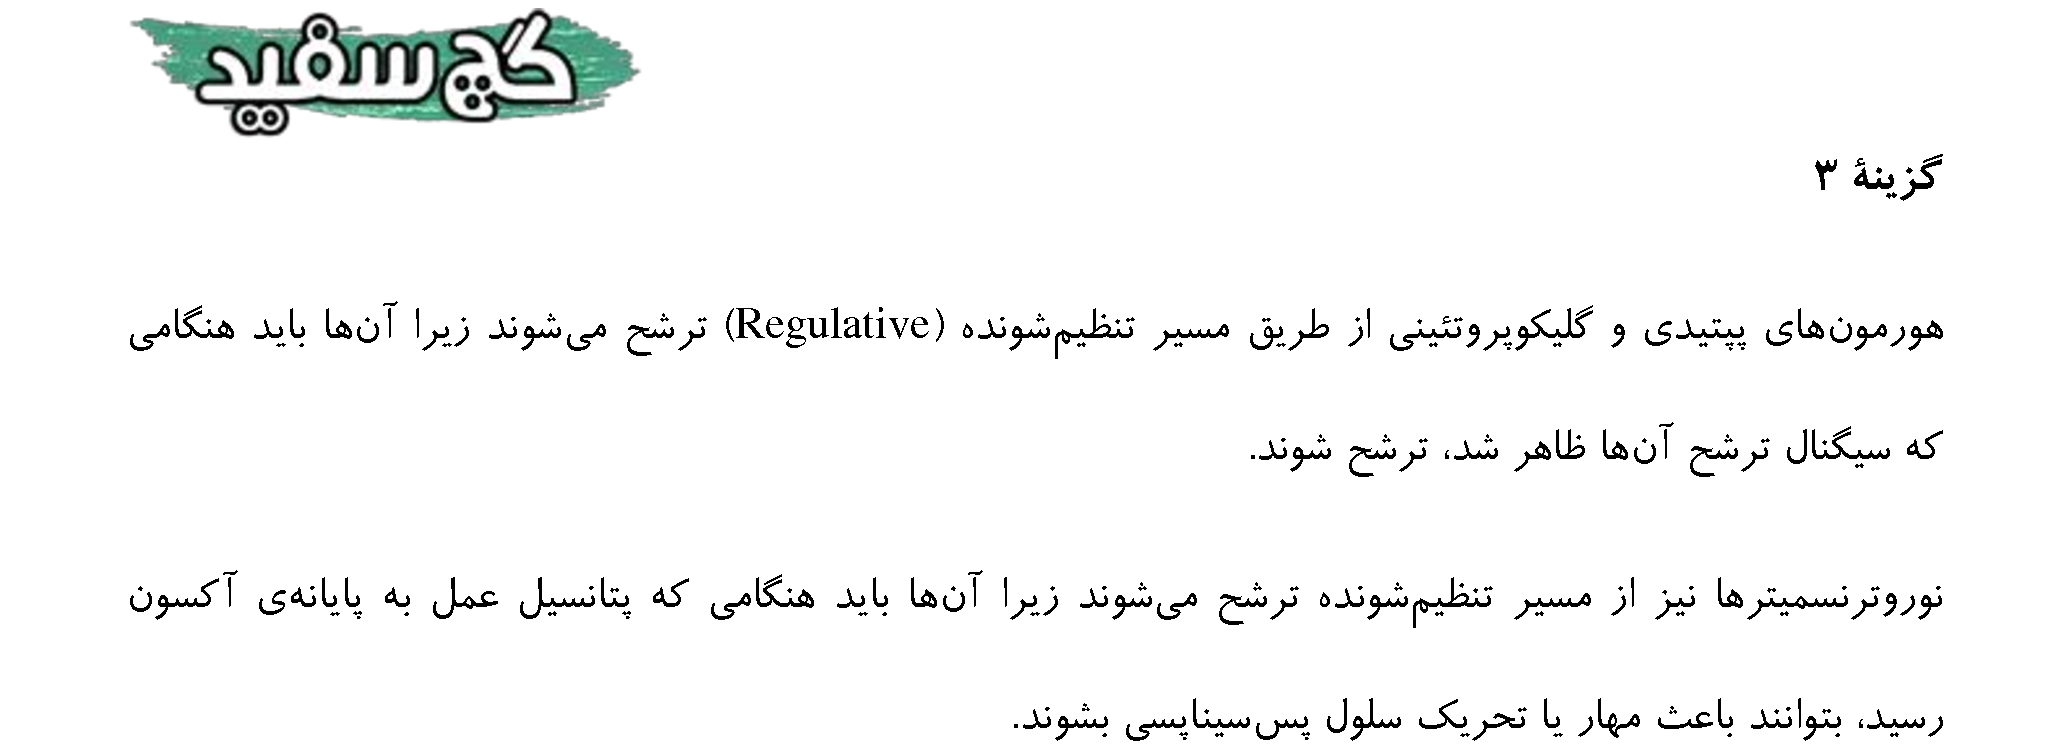 گچ سفید
گزینهٔ ۳
هورمون‌های پپتیدی و گلیکوپروتئینی از طریق مسیر تنظیم‌شونده (Regulative) ترشح می‌شوند زیرا آن‌ها باید هنگامی
که سیگنال ترشح آن‌ها ظاهر شد، ترشح شوند.
نوروترنسمیترها نیز از مسیر تنظیم‌شونده ترشح می‌شوند زیرا آن‌ها باید هنگامی که پتانسیل عمل به پایانه‌ی آکسون
رسید، بتوانند باعث مهار یا تحریک سلول پس‌سیناپسی بشوند.